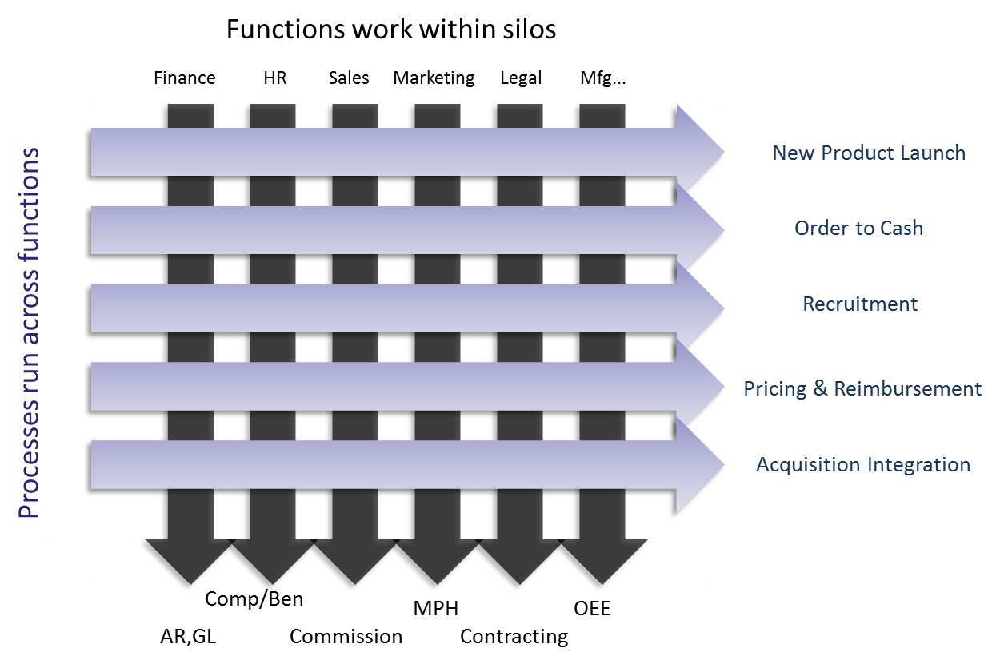 Functions work within silos
Finance HR Sales Marketing Legal Mfg...
Processes run across functions
New Product Launch
Order to Cash
Recruitment
Pricing & Reimbursement
Acquisition Integration
Comp/Ben
MPH
OEE
AR,GL
Commission
Contracting